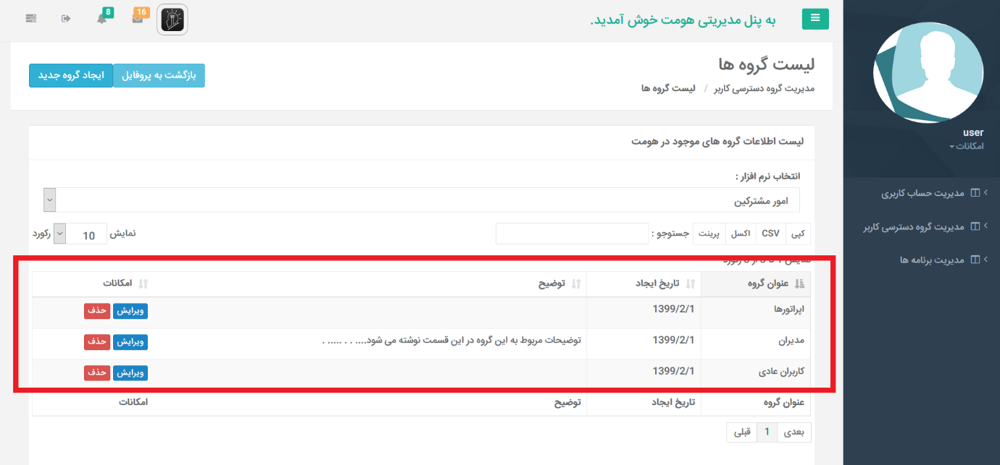 به پنل مدیریتی هومت خوش آمدید.
16
8
user
امکانات
مدیریت حساب کاربری
مدیریت گروه دسترسی کاربر
مدیریت برنامه ها
لیست گروه ها
مدیریت گروه دسترسی کاربر / لیست گروه ها
بازگشت به پروفایل
ایجاد گروه جدید
لیست اطلاعات گروه های موجود در هومت
انتخاب نرم افزار :
امور مشترکین
کپی CSV اکسل پرینت جستوجو : نمایش 10 رکورد
عنوان گروه تاریخ ایجاد توضیح امکانات
اپراتورها 1399/2/1 ویرایش حذف
مدیران 1399/2/1 توضیحات مربوط به این گروه در این قسمت نوشته می شود.... . . ..... . ویرایش حذف
کاربران عادی 1399/2/1 ویرایش حذف
عنوان گروه تاریخ ایجاد توضیح امکانات
بعدی 1 قبلی